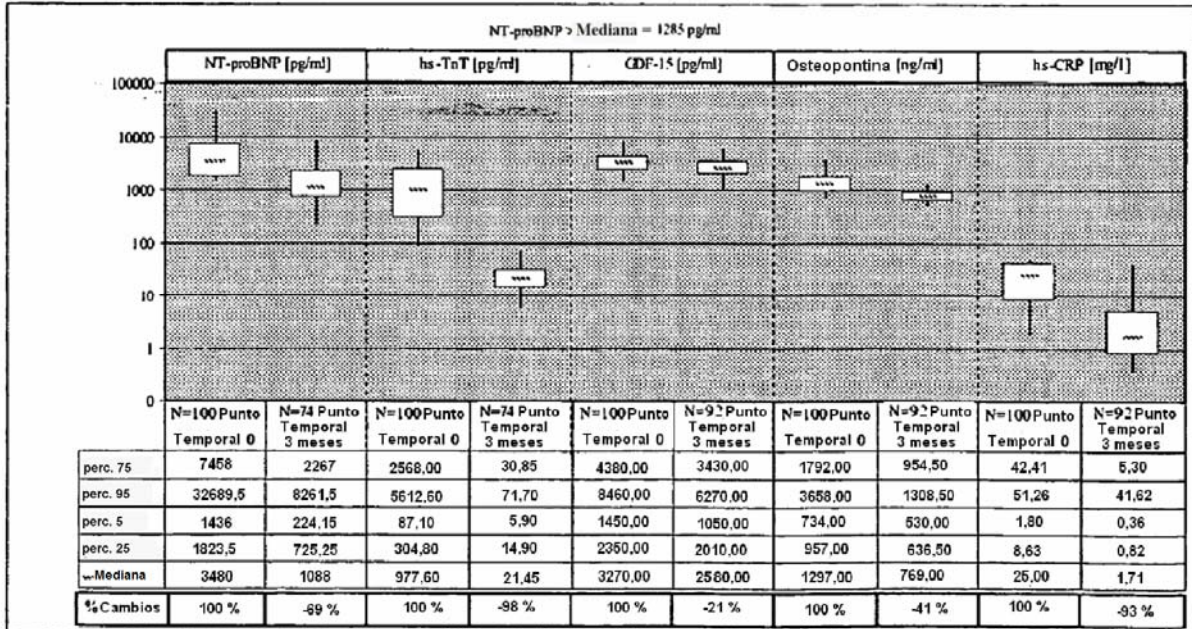 NT-proBNP > Mediana = 1285 pg/ml
NT-proBNP [pg/ml] hs-TnT [pg/ml] GDF-15 [pg/ml] Osteopontina [ng/ml] hs-CRP [mg/l]
100000
10000
1000
100
10
1
0
N=100 Punto Temporal 0 N=74 Punto Temporal 3 meses N=100 Punto Temporal 0 N=74 Punto Temporal 3 meses N=100 Punto Temporal 0 N=92 Punto Temporal 3 meses N=100 Punto Temporal 0 N=92 Punto Temporal 3 meses N=100 Punto Temporal 0 N=92 Punto Temporal 3 meses
perc. 75 7458 2267 2568,00 30,85 4380,00 3430,00 1792,00 954,50 42,41 5,30
perc. 95 32689,5 8261,5 5612,60 71,70 8460,00 6270,00 3658,00 1308,50 51,26 41,62
perc. 5 1436 224,15 87,10 5,90 1450,00 1050,00 734,00 530,00 1,80 0,36
perc. 25 1823,5 725,25 304,80 14,90 2350,00 2010,00 957,00 636,50 8,63 0,82
Mediana 3480 1088 977,60 21,45 3270,00 2580,00 1297,00 769,00 25,00 1,71
%Cambios 100 % -69 % 100 % -98 % 100 % -21 % 100 % -41 % 100 % -93 %